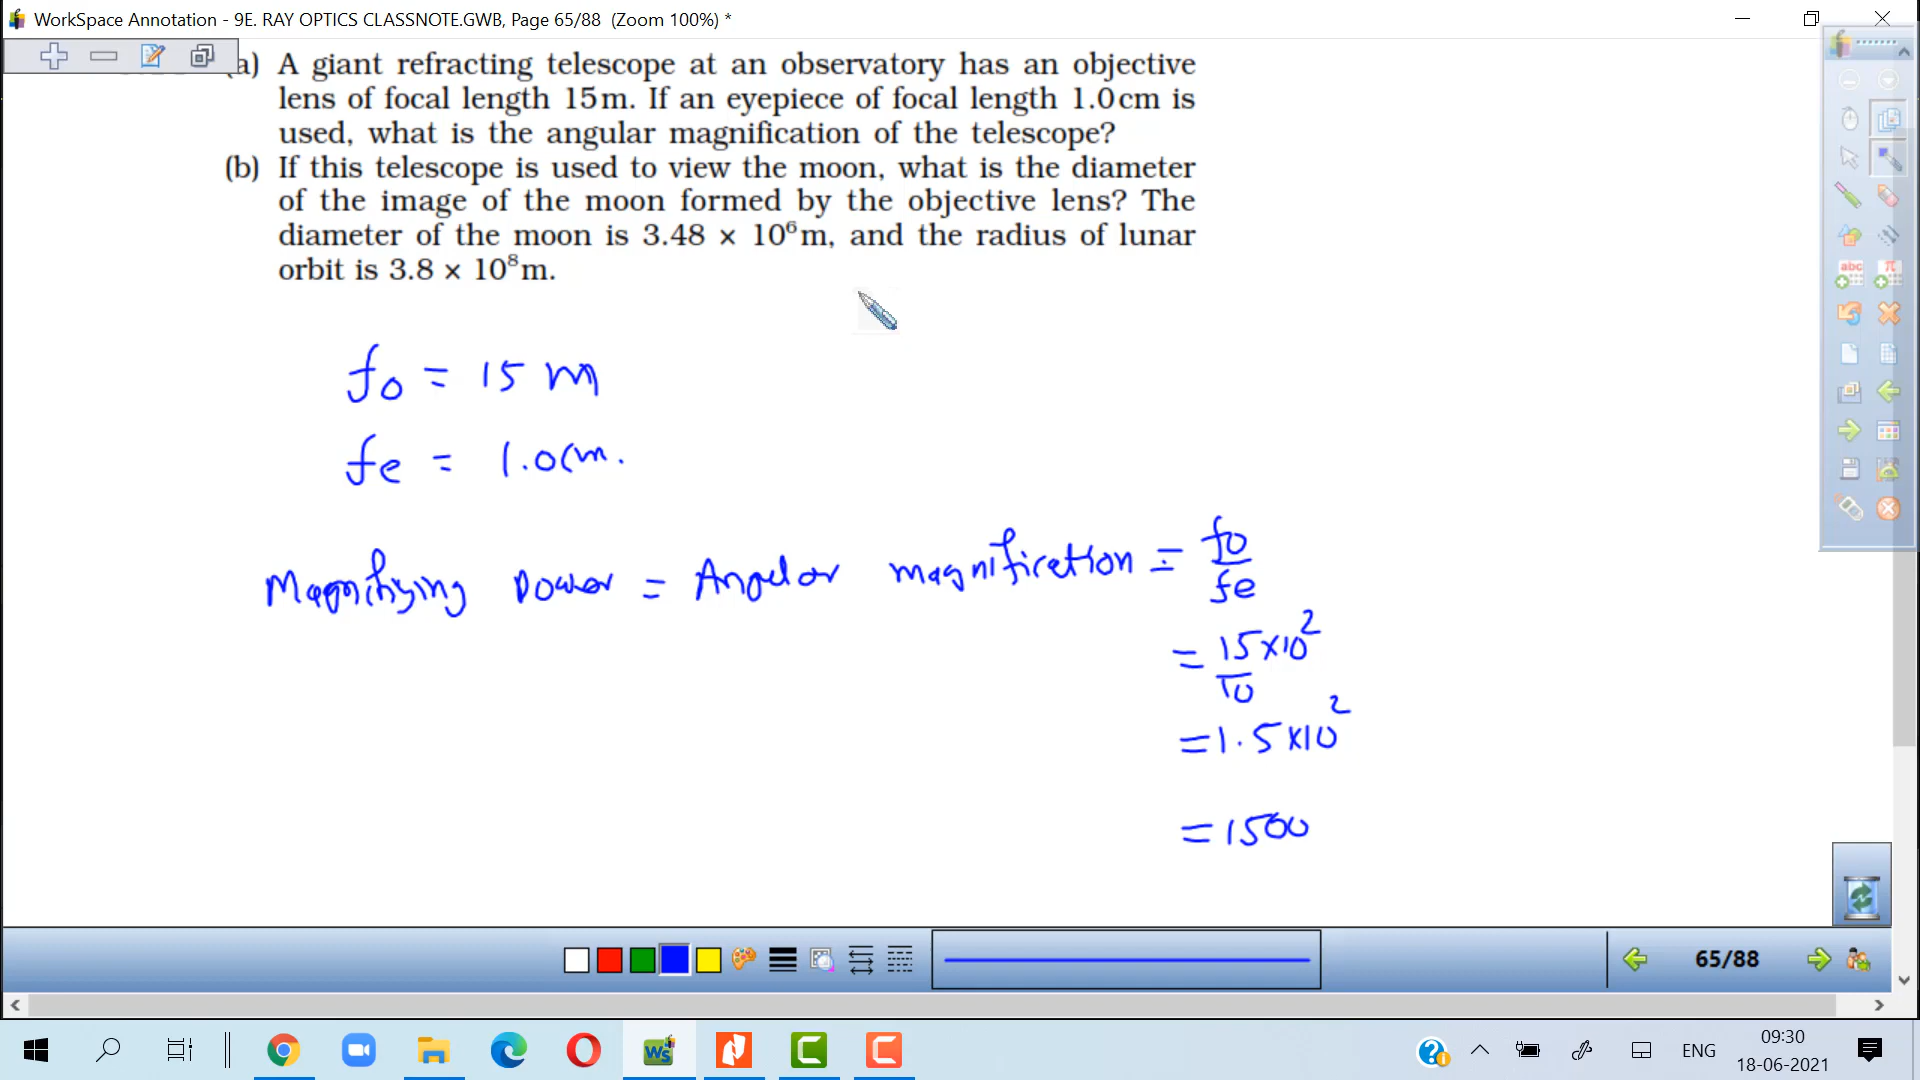 WorkSpace Annotation - 9E. RAY OPTICS CLASSNOTE.GWB, Page 65/88 (Zoom 100%) *
(a) A giant refracting telescope at an observatory has an objective
lens of focal length 15m. If an eyepiece of focal length 1.0cm is
used, what is the angular magnification of the telescope?
(b) If this telescope is used to view the moon, what is the diameter
of the image of the moon formed by the objective lens? The
diameter of the moon is 3.48 × 10⁶m, and the radius of lunar
orbit is 3.8 × 10⁸m.
fo = 15 m
fe = 1.0cm.
Magnifying Power = Angular magnification = fo/fe
= 15×10²/10
= 1.5×10²
= 1500
abc
π
65/88
WS
ENG
09:30
18-06-2021